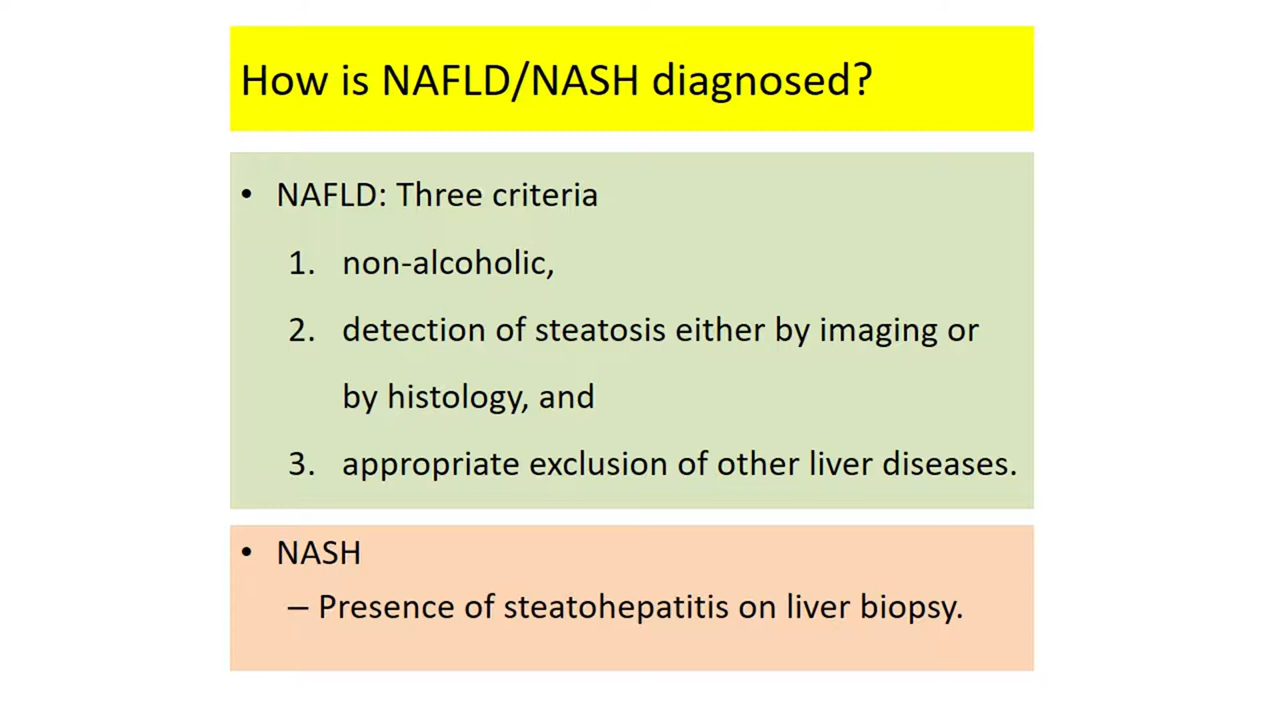 How is NAFLD/NASH diagnosed?
• NAFLD: Three criteria
1. non-alcoholic,
2. detection of steatosis either by imaging or
by histology, and
3. appropriate exclusion of other liver diseases.
• NASH
– Presence of steatohepatitis on liver biopsy.